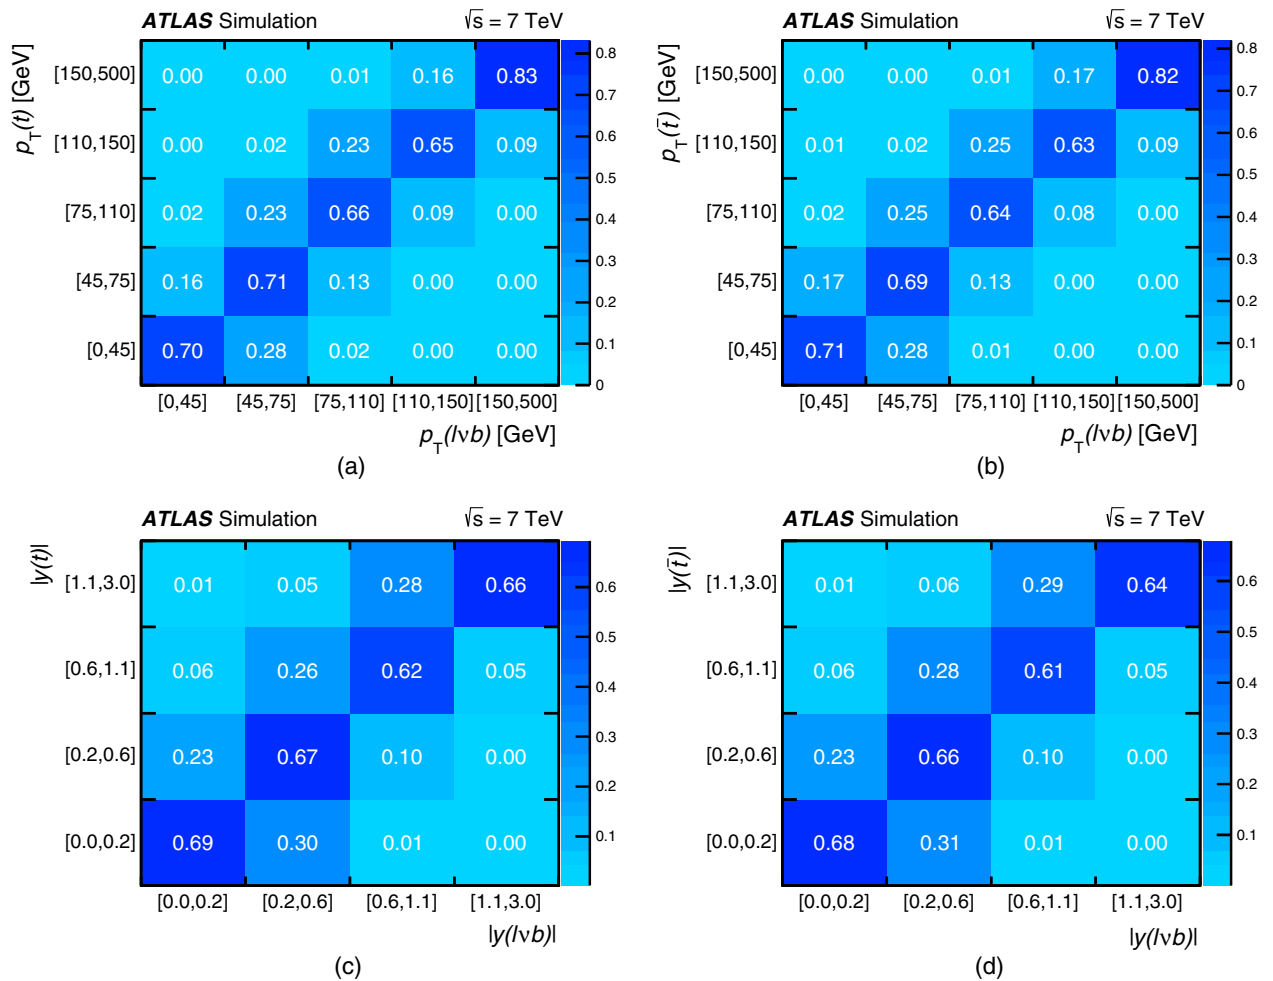 ATLAS Simulation √s = 7 TeV
p_T(t) [GeV]
[150,500] 0.00 0.00 0.01 0.16 0.83
[110,150] 0.00 0.02 0.23 0.65 0.09
[75,110] 0.02 0.23 0.66 0.09 0.00
[45,75] 0.16 0.71 0.13 0.00 0.00
[0,45] 0.70 0.28 0.02 0.00 0.00
[0,45] [45,75] [75,110] [110,150] [150,500]
p_T(lνb) [GeV]
0.8
0.7
0.6
0.5
0.4
0.3
0.2
0.1
0
(a)
ATLAS Simulation √s = 7 TeV
p_T(t̄) [GeV]
[150,500] 0.00 0.00 0.01 0.17 0.82
[110,150] 0.01 0.02 0.25 0.63 0.09
[75,110] 0.02 0.25 0.64 0.08 0.00
[45,75] 0.17 0.69 0.13 0.00 0.00
[0,45] 0.71 0.28 0.01 0.00 0.00
[0,45] [45,75] [75,110] [110,150] [150,500]
p_T(lνb) [GeV]
0.8
0.7
0.6
0.5
0.4
0.3
0.2
0.1
0
(b)
ATLAS Simulation √s = 7 TeV
|y(t)|
[1.1,3.0] 0.01 0.05 0.28 0.66
[0.6,1.1] 0.06 0.26 0.62 0.05
[0.2,0.6] 0.23 0.67 0.10 0.00
[0.0,0.2] 0.69 0.30 0.01 0.00
[0.0,0.2] [0.2,0.6] [0.6,1.1] [1.1,3.0]
|y(lνb)|
0.6
0.5
0.4
0.3
0.2
0.1
(c)
ATLAS Simulation √s = 7 TeV
|y(t̄)|
[1.1,3.0] 0.01 0.06 0.29 0.64
[0.6,1.1] 0.06 0.28 0.61 0.05
[0.2,0.6] 0.23 0.66 0.10 0.00
[0.0,0.2] 0.68 0.31 0.01 0.00
[0.0,0.2] [0.2,0.6] [0.6,1.1] [1.1,3.0]
|y(lνb)|
0.6
0.5
0.4
0.3
0.2
0.1
(d)